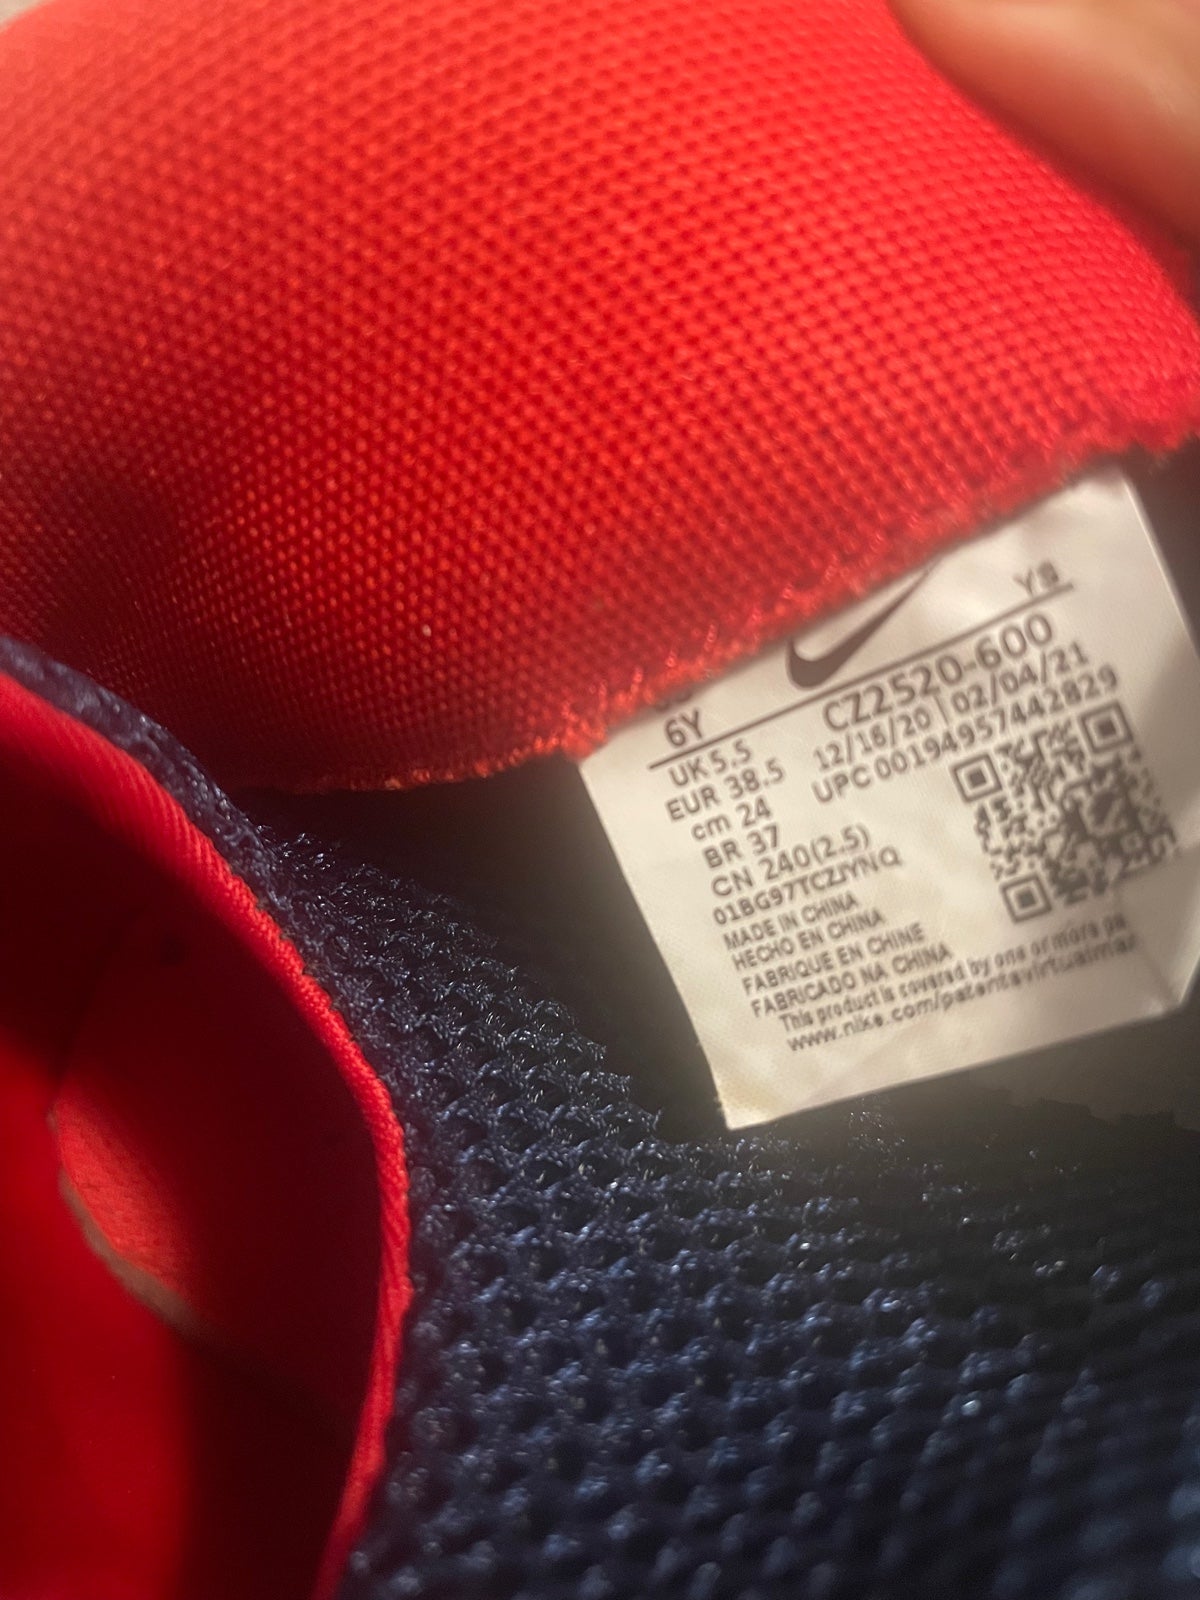 YS
6Y
CZ2520-600
UK 5.5
12/16/20 | 02/04/21
EUR 38.5
UPC 00194957442829
cm 24
BR 37
CN 240(2.5)
MADE IN CHINA
HECHO EN CHINA
FABRIQUE EN CHINE
FABRICADO NA CHINA
This product is covered by one or more pa
www.nike.com/patentsvirtualmar